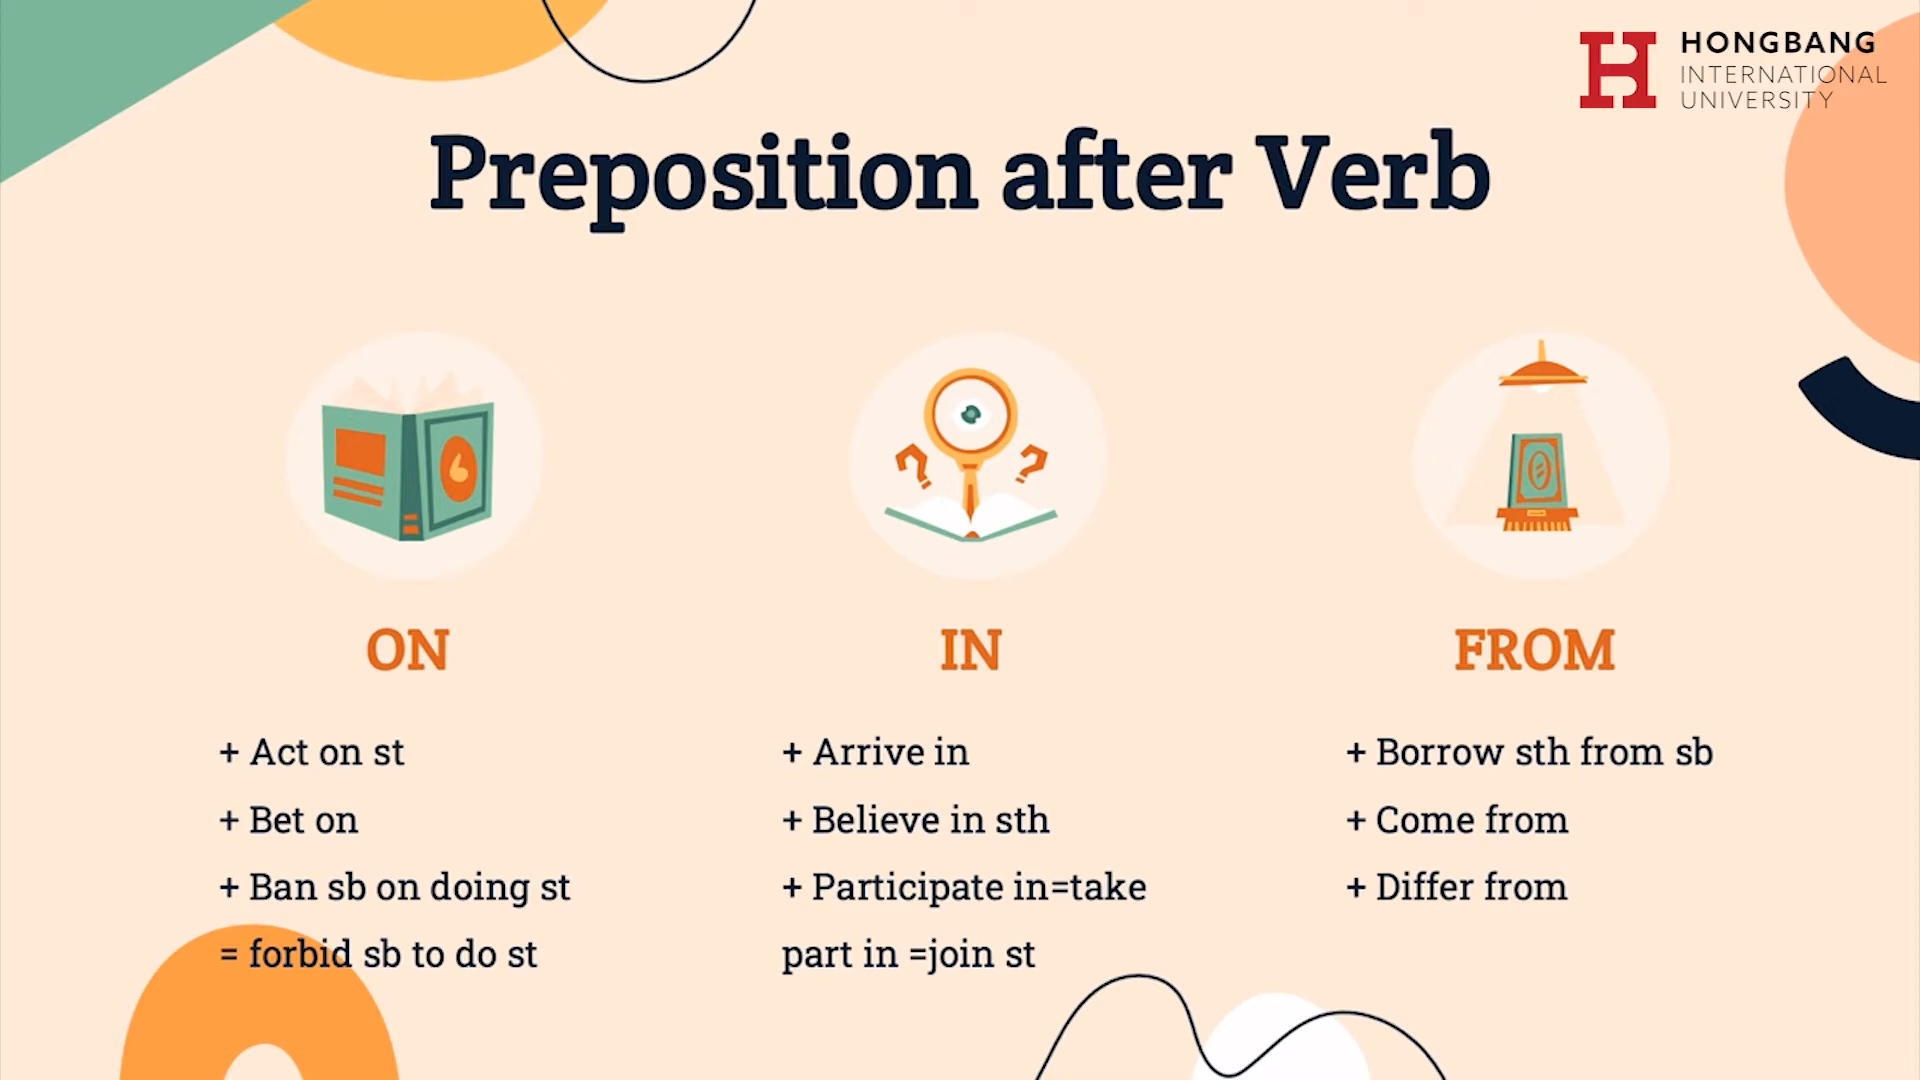 HONGBANG
INTERNATIONAL
UNIVERSITY
Preposition after Verb
ON
+ Act on st
+ Bet on
+ Ban sb on doing st
= forbid sb to do st
IN
+ Arrive in
+ Believe in sth
+ Participate in=take
part in =join st
FROM
+ Borrow sth from sb
+ Come from
+ Differ from